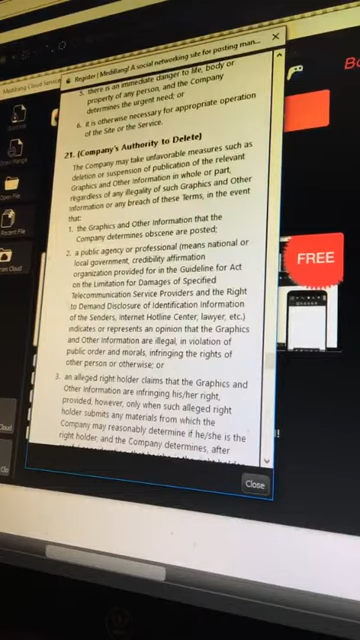 Register | MediBang! A social networking site for posting man...
Medibang Cloud Service
5. there is an immediate danger to life, body or
property of any person, and the Company
determines the urgent need; or
6. it is otherwise necessary for appropriate operation
of the Site or the Service.
21. (Company's Authority to Delete)
The Company may take unfavorable measures such as
deletion or suspension of publication of the relevant
Graphics and Other Information in whole or part,
regardless of any illegality of such Graphics and Other
Information or any breach of these Terms, in the event
that:
1. the Graphics and Other Information that the
Company determines obscene are posted;
2. a public agency or professional (means national or
local government, credibility affirmation
organization provided for in the Guideline for Act
on the Limitation for Damages of Specified
Telecommunication Service Providers and the Right
to Demand Disclosure of Identification Information
of the Senders, Internet Hotline Center, lawyer, etc.)
indicates or represents an opinion that the Graphics
and Other Information are illegal, in violation of
public order and morals, infringing the rights of
other person or otherwise; or
3. an alleged right holder claims that the Graphics and
Other Information are infringing his/her right,
provided, however, only when such alleged right
holder submits any materials from which the
Company may reasonably determine if he/she is the
right holder, and the Company determines, after
Close
FREE
Open File
Recent File